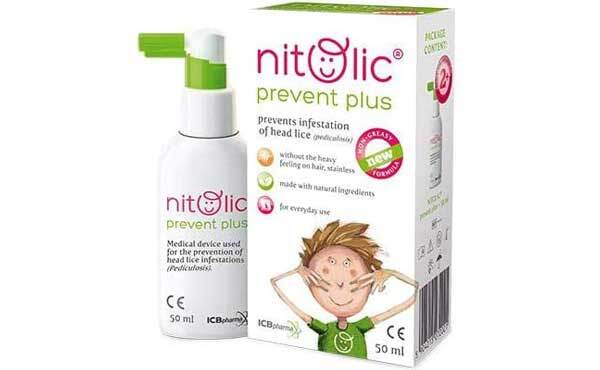 nitolic
prevent plus
Medical device used
for the prevention of
head lice infestations
(Pediculosis).
CE
50 ml
ICBpharma
nitolic®
prevent plus
prevents infestation
of head lice (pediculosis)
without the heavy
feeling on hair, stainless
made with natural ingredients
for everyday use
NON-GREASY
new
FORMULA
ICBpharma
CE
50 ml
PACKAGE
CONTENT:
nitolic